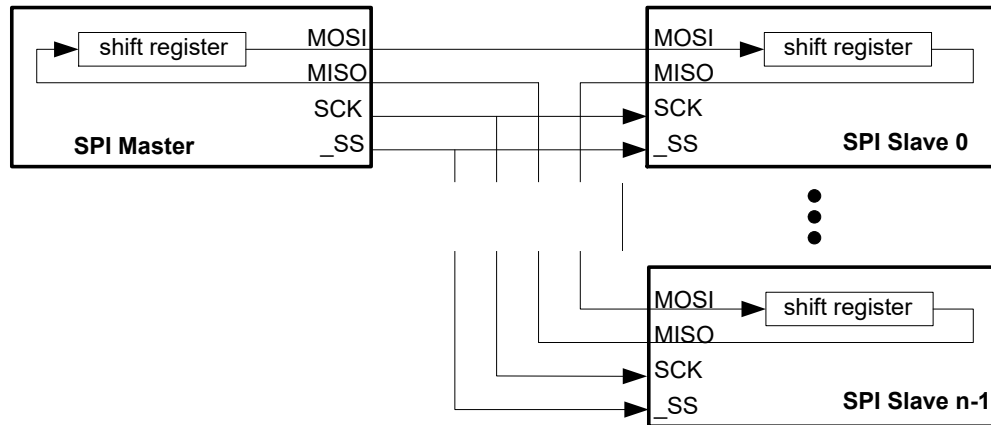 shift register
MOSI
MISO
SCK
_SS
SPI Master
MOSI
shift register
MISO
SCK
_SS
SPI Slave 0
MOSI
shift register
MISO
SCK
_SS
SPI Slave n-1